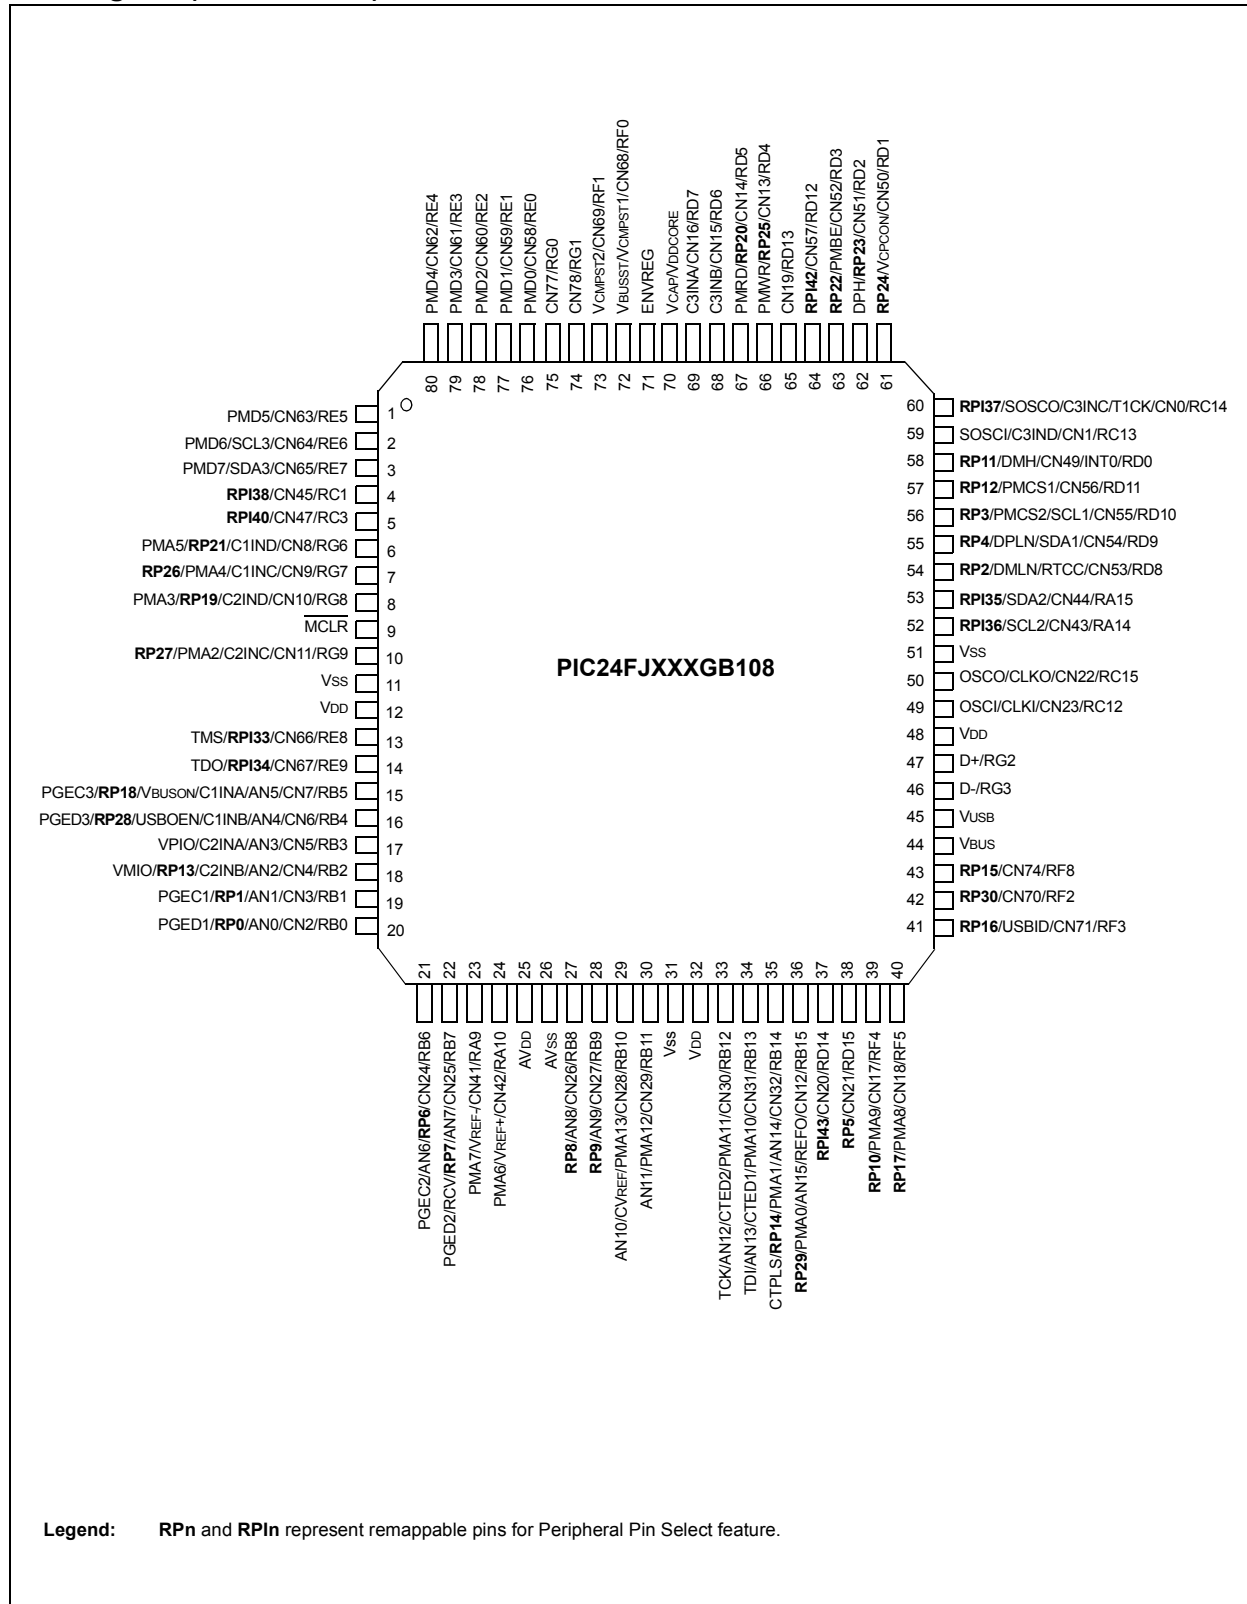 PMD4/CN62/RE4
PMD3/CN61/RE3
PMD2/CN60/RE2
PMD1/CN59/RE1
PMD0/CN58/RE0
CN77/RG0
CN78/RG1
VCMPST2/CN69/RF1
VBUSST/VCMPST1/CN68/RF0
ENVREG
VCAP/VDDCORE
C3INA/CN16/RD7
C3INB/CN15/RD6
PMRD/RP20/CN14/RD5
PMWR/RP25/CN13/RD4
CN19/RD13
RPI42/CN57/RD12
RP22/PMBE/CN52/RD3
DPH/RP23/CN51/RD2
RP24/VCPCON/CN50/RD1
80
79
78
77
76
75
74
73
72
71
70
69
68
67
66
65
64
63
62
61
PMD5/CN63/RE5 1
PMD6/SCL3/CN64/RE6 2
PMD7/SDA3/CN65/RE7 3
RPI38/CN45/RC1 4
RPI40/CN47/RC3 5
PMA5/RP21/C1IND/CN8/RG6 6
RP26/PMA4/C1INC/CN9/RG7 7
PMA3/RP19/C2IND/CN10/RG8 8
MCLR 9
RP27/PMA2/C2INC/CN11/RG9 10
VSS 11
VDD 12
TMS/RPI33/CN66/RE8 13
TDO/RPI34/CN67/RE9 14
PGEC3/RP18/VBUSON/C1INA/AN5/CN7/RB5 15
PGED3/RP28/USBOEN/C1INB/AN4/CN6/RB4 16
VPIO/C2INA/AN3/CN5/RB3 17
VMIO/RP13/C2INB/AN2/CN4/RB2 18
PGEC1/RP1/AN1/CN3/RB1 19
PGED1/RP0/AN0/CN2/RB0 20
PIC24FJXXXGB108
60 RPI37/SOSCO/C3INC/T1CK/CN0/RC14
59 SOSCI/C3IND/CN1/RC13
58 RP11/DMH/CN49/INT0/RD0
57 RP12/PMCS1/CN56/RD11
56 RP3/PMCS2/SCL1/CN55/RD10
55 RP4/DPLN/SDA1/CN54/RD9
54 RP2/DMLN/RTCC/CN53/RD8
53 RPI35/SDA2/CN44/RA15
52 RPI36/SCL2/CN43/RA14
51 VSS
50 OSCO/CLKO/CN22/RC15
49 OSCI/CLKI/CN23/RC12
48 VDD
47 D+/RG2
46 D-/RG3
45 VUSB
44 VBUS
43 RP15/CN74/RF8
42 RP30/CN70/RF2
41 RP16/USBID/CN71/RF3
21
22
23
24
25
26
27
28
29
30
31
32
33
34
35
36
37
38
39
40
PGEC2/AN6/RP6/CN24/RB6
PGED2/RCV/RP7/AN7/CN25/RB7
PMA7/VREF-/CN41/RA9
PMA6/VREF+/CN42/RA10
AVDD
AVSS
RP8/AN8/CN26/RB8
RP9/AN9/CN27/RB9
AN10/CVREF/PMA13/CN28/RB10
AN11/PMA12/CN29/RB11
Vss
VDD
TCK/AN12/CTED2/PMA11/CN30/RB12
TDI/AN13/CTED1/PMA10/CN31/RB13
CTPLS/RP14/PMA1/AN14/CN32/RB14
RP29/PMA0/AN15/REFO/CN12/RB15
RPI43/CN20/RD14
RP5/CN21/RD15
RP10/PMA9/CN17/RF4
RP17/PMA8/CN18/RF5
Legend: RPn and RPIn represent remappable pins for Peripheral Pin Select feature.